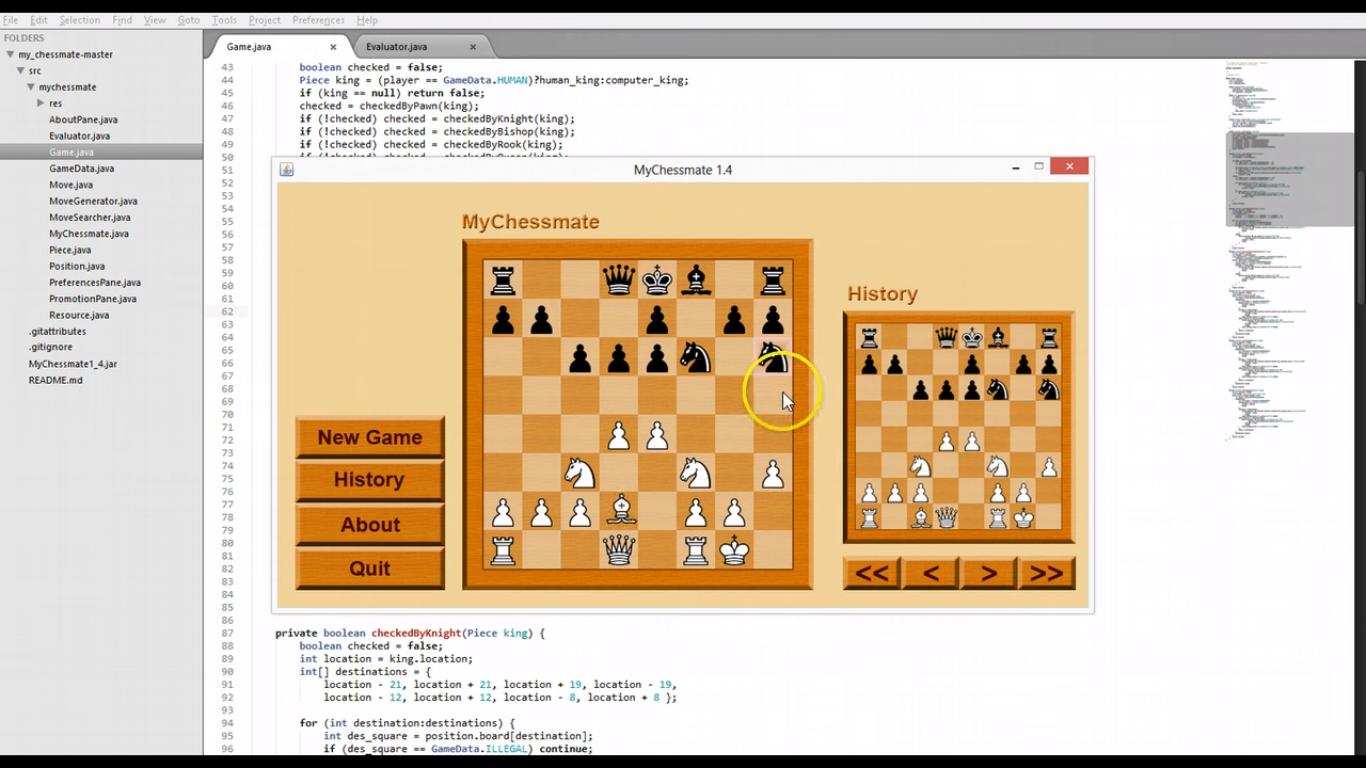 File Edit Selection Find View Goto Tools Project Preferences Help
FOLDERS
my_chessmate-master
src
mychessmate
res
AboutPane.java
Evaluator.java
Game.java
GameData.java
Move.java
MoveGenerator.java
MoveSearcher.java
MyChessmate.java
Piece.java
Position.java
PreferencesPane.java
PromotionPane.java
Resource.java
.gitattributes
.gitignore
MyChessmate1_4.jar
README.md
Game.java × Evaluator.java ×
43 boolean checked = false;
44 Piece king = (player == GameData.HUMAN)?human_king:computer_king;
45 if (king == null) return false;
46 checked = checkedByPawn(king);
47 if (!checked) checked = checkedByKnight(king);
48 if (!checked) checked = checkedByBishop(king);
49 if (!checked) checked = checkedByRook(king);
50
51
52
53
54
55
56
57
58
59
60
61
62
63
64
65
66
67
68
69
70
71
72
73
74
75
76
77
78
79
80
81
82
83
84
85
86
MyChessmate 1.4
MyChessmate
History
New Game
History
About
Quit
<< < > >>
87 private boolean checkedByKnight(Piece king) {
88 boolean checked = false;
89 int location = king.location;
90 int[] destinations = {
91 location - 21, location + 21, location + 19, location - 19,
92 location - 12, location + 12, location - 8, location + 8 };
93
94 for (int destination:destinations) {
95 int des_square = position.board[destination];
96 if (des_square == GameData.ILLEGAL) continue;